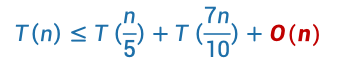 T(n) ≤ T(n/5) + T(7n/10) + O(n)